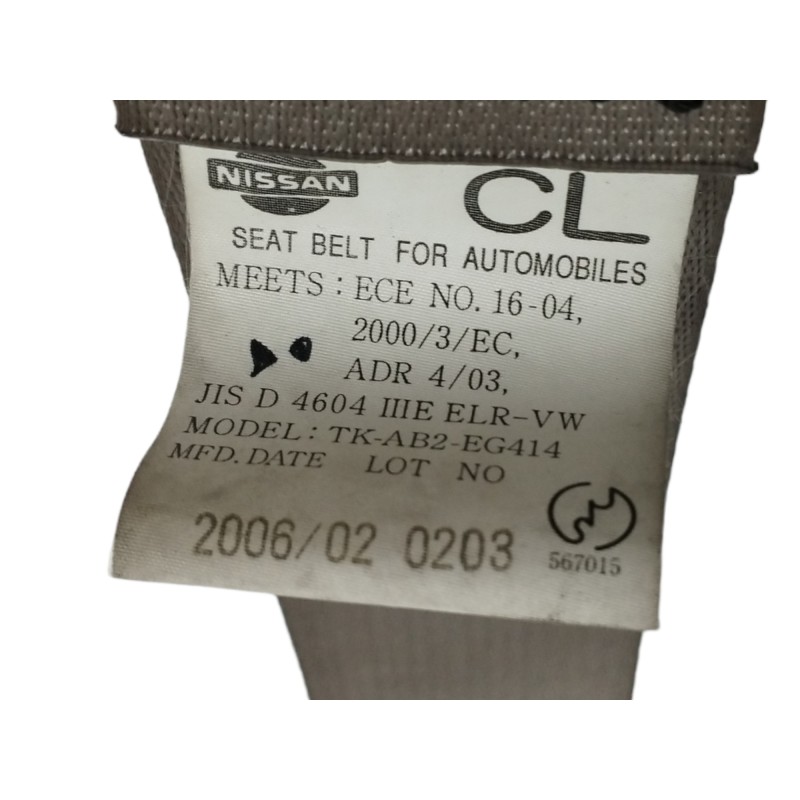 NISSAN CL
SEAT BELT FOR AUTOMOBILES
MEETS : ECE NO. 16-04,
2000/3/EC,
ADR 4/03,
JIS D 4604 IIIE ELR-VW
MODEL : TK-AB2-EG414
MFD. DATE LOT NO
2006/02 0203
567015